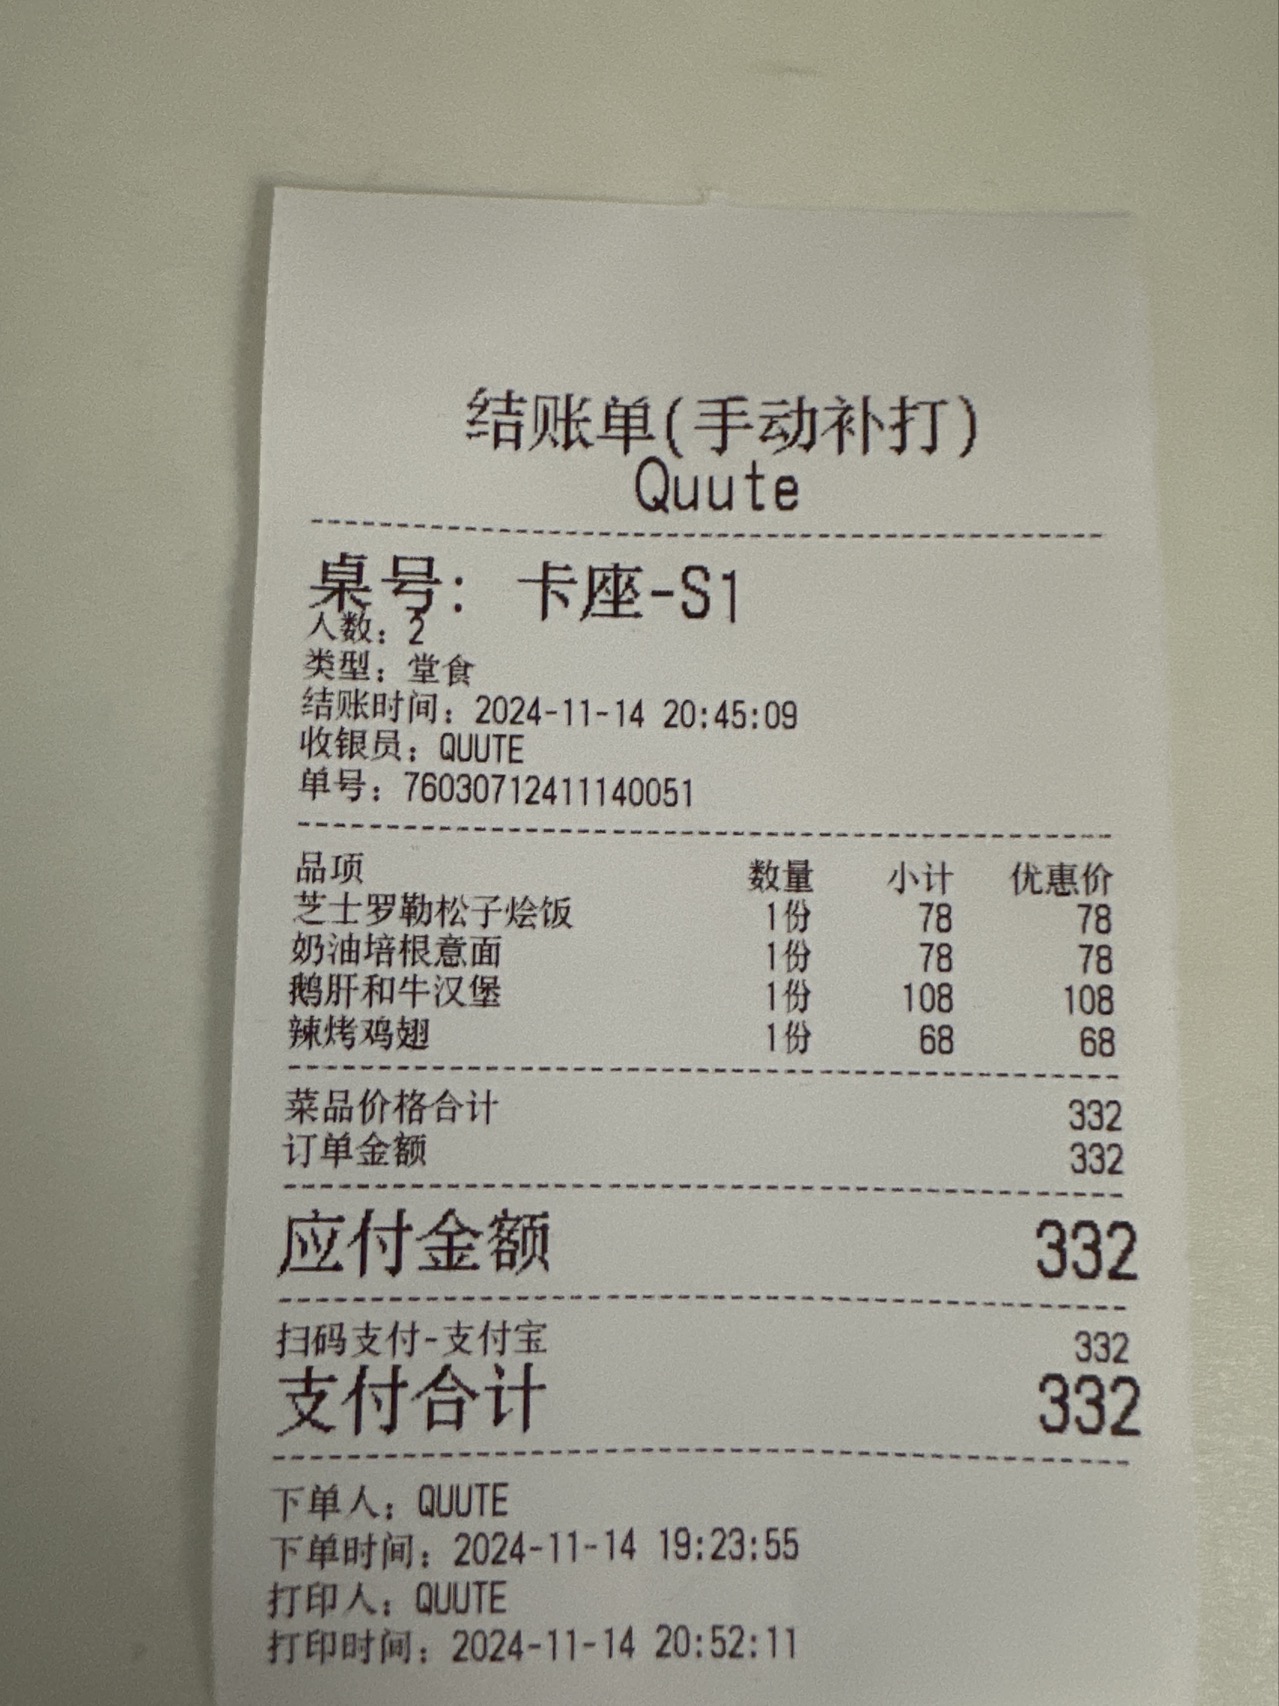 结账单(手动补打)
Quute
桌号: 卡座-S1
人数: 2
类型: 堂食
结账时间: 2024-11-14 20:45:09
收银员: QUUTE
单号: 76030712411140051
品项 数量 小计 优惠价
芝士罗勒松子烩饭 1份 78 78
奶油培根意面 1份 78 78
鹅肝和牛汉堡 1份 108 108
辣烤鸡翅 1份 68 68
菜品价格合计 332
订单金额 332
应付金额 332
扫码支付-支付宝 332
支付合计 332
下单人: QUUTE
下单时间: 2024-11-14 19:23:55
打印人: QUUTE
打印时间: 2024-11-14 20:52:11